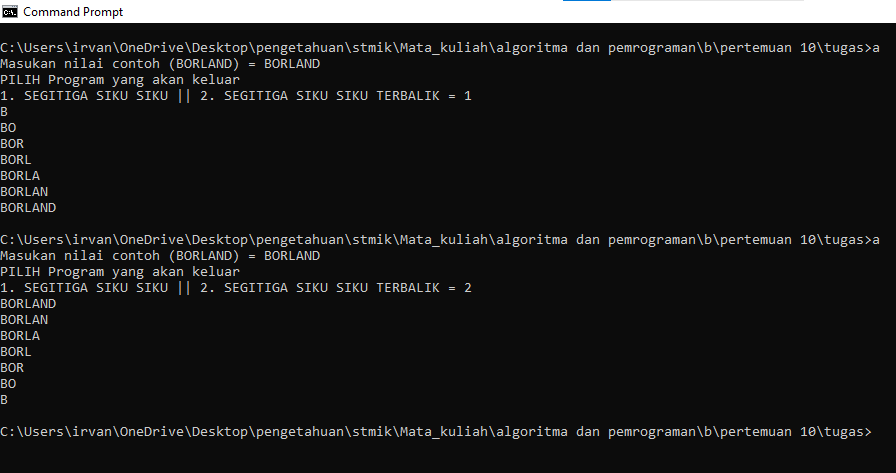 Command Prompt
C:\Users\irvan\OneDrive\Desktop\pengetahuan\stmik\Mata_kuliah\algoritma dan pemrograman\b\pertemuan 10\tugas>a
Masukan nilai contoh (BORLAND) = BORLAND
PILIH Program yang akan keluar
1. SEGITIGA SIKU SIKU || 2. SEGITIGA SIKU SIKU TERBALIK = 1
B
BO
BOR
BORL
BORLA
BORLAN
BORLAND
C:\Users\irvan\OneDrive\Desktop\pengetahuan\stmik\Mata_kuliah\algoritma dan pemrograman\b\pertemuan 10\tugas>a
Masukan nilai contoh (BORLAND) = BORLAND
PILIH Program yang akan keluar
1. SEGITIGA SIKU SIKU || 2. SEGITIGA SIKU SIKU TERBALIK = 2
BORLAND
BORLAN
BORLA
BORL
BOR
BO
B
C:\Users\irvan\OneDrive\Desktop\pengetahuan\stmik\Mata_kuliah\algoritma dan pemrograman\b\pertemuan 10\tugas>